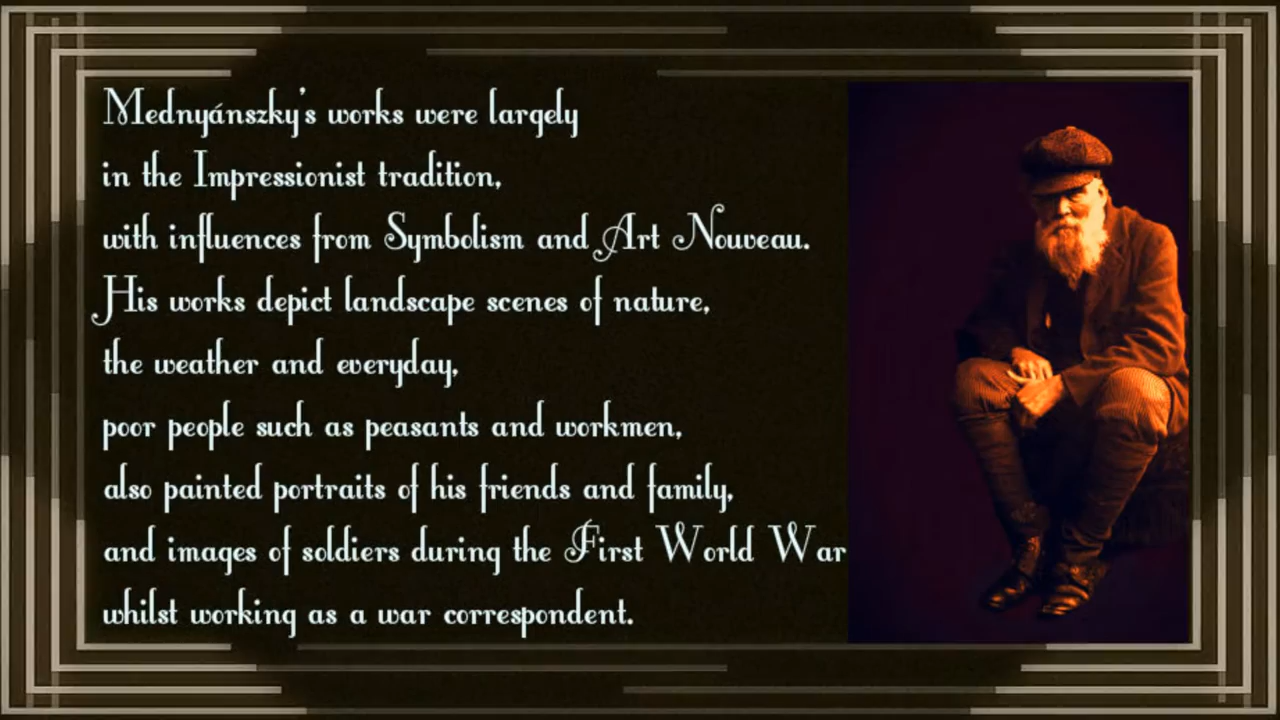 Mednyánszky's works were largely
in the Impressionist tradition,
with influences from Symbolism and Art Nouveau.
His works depict landscape scenes of nature,
the weather and everyday,
poor people such as peasants and workmen,
also painted portraits of his friends and family,
and images of soldiers during the First World War
whilst working as a war correspondent.